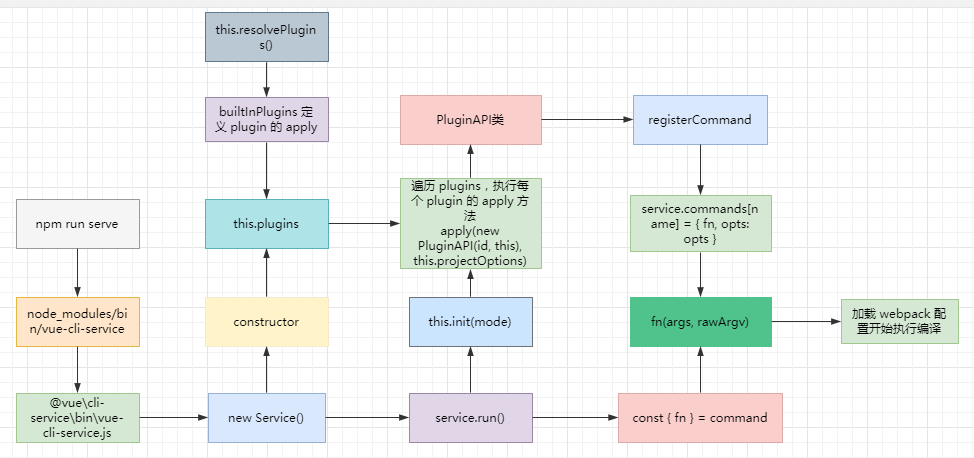 this.resolvePlugin
s()
builtInPlugins 定
义 plugin 的 apply
PluginAPI类
registerCommand
npm run serve
this.plugins
遍历 plugins，执行每
个 plugin 的 apply 方
法
apply(new
PluginAPI(id, this),
this.projectOptions)
service.commands[n
ame] = { fn, opts:
opts }
node_modules/bi
n/vue-cli-service
constructor
this.init(mode)
fn(args, rawArgv)
加载 webpack 配
置开始执行编译
@vue\cli-
service\bin\vue-
cli-service.js
new Service()
service.run()
const { fn } = command